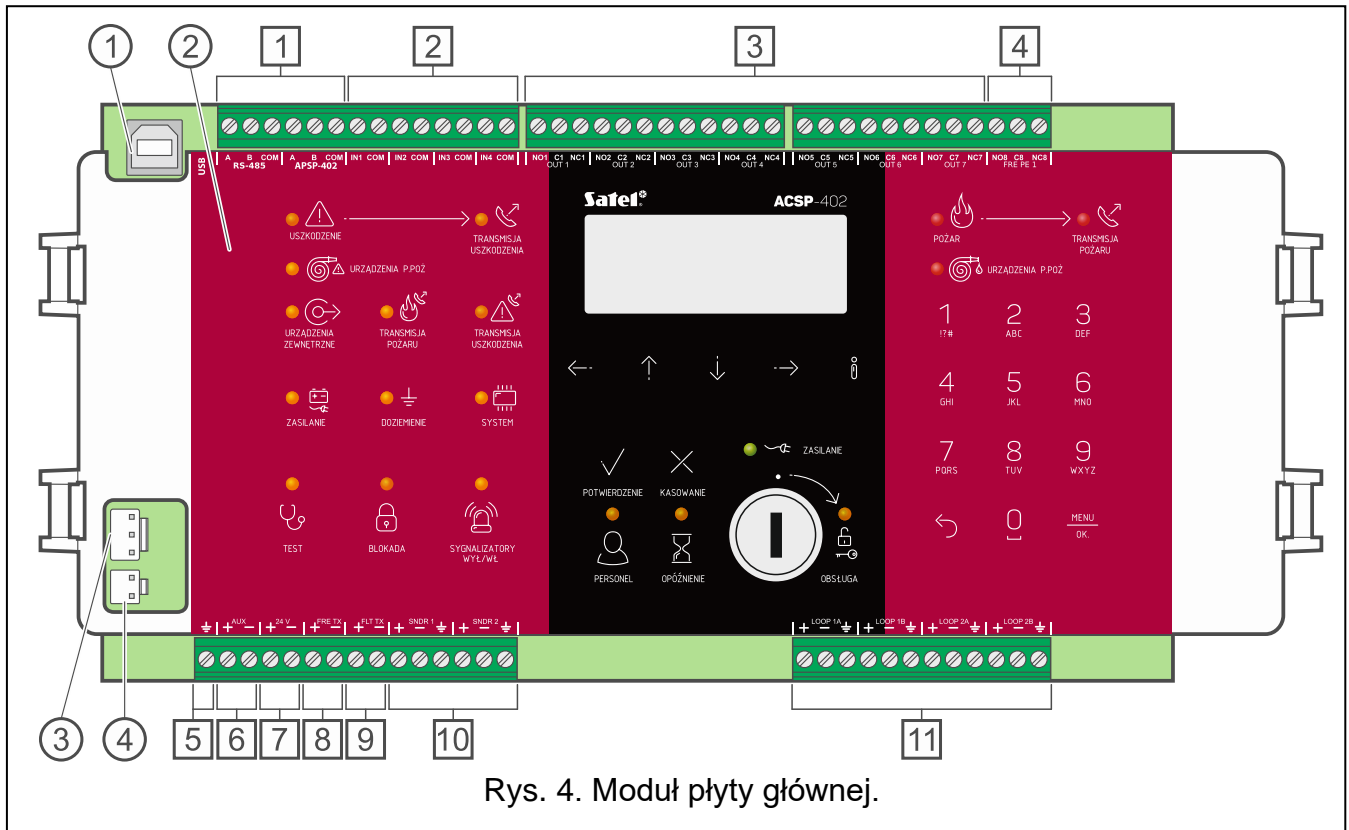 1 2 1 2 3 4
USB
A B COM A B COM IN1 COM IN2 COM IN3 COM IN4 COM NO1 C1 NC1 NO2 C2 NC2 NO3 C3 NC3 NO4 C4 NC4 NO5 C5 NC5 NO6 C6 NC6 NO7 C7 NC7 NO8 C8 NC8
RS-485 APSP-402 OUT 1 OUT 2 OUT 3 OUT 4 OUT 5 OUT 6 OUT 7 FRE PE 1
Satel® ACSP-402
USZKODZENIE
TRANSMISJA
USZKODZENIA
POŻAR
TRANSMISJA
POŻARU
URZĄDZENIA P.POŻ
URZĄDZENIA P.POŻ
URZĄDZENIA
ZEWNĘTRZNE
TRANSMISJA
POŻARU
TRANSMISJA
USZKODZENIA
1 2 3
!?# ABC DEF
i
4 5 6
GHI JKL MNO
ZASILANIE DOZIEMIENIE SYSTEM
ZASILANIE
7 8 9
PQRS TUV WXYZ
POTWIERDZENIE KASOWANIE
0 MENU
OK.
TEST BLOKADA SYGNALIZATORY
WYŁ/WŁ
PERSONEL OPÓŹNIENIE OBSŁUGA
AUX 24 V FRE TX FLT TX SNDR 1 SNDR 2 LOOP 1A LOOP 1B LOOP 2A LOOP 2B
+ - + - + - + - + - + - + - + - + - + -
3 4 5 6 7 8 9 10 11
Rys. 4. Moduł płyty głównej.